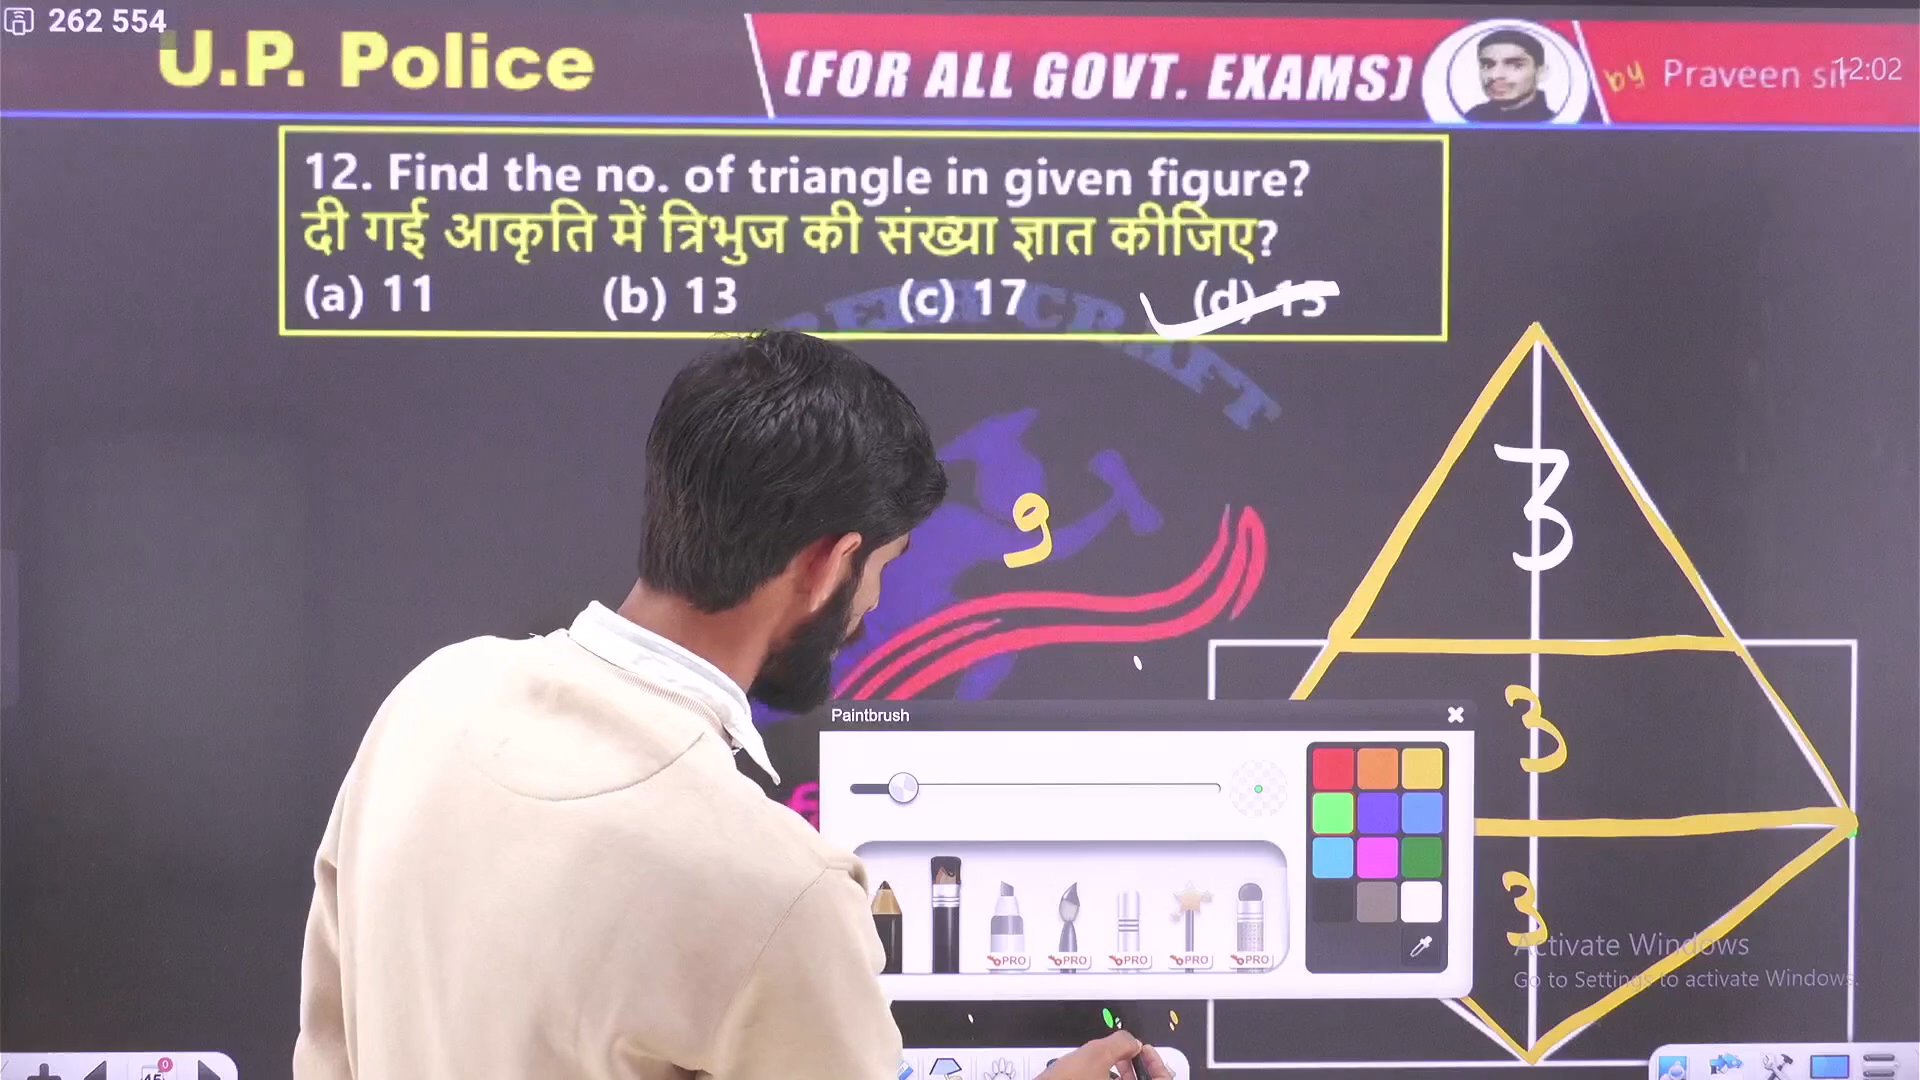 262 554
U.P. Police
(FOR ALL GOVT. EXAMS)
by Praveen sir
12:02
12. Find the no. of triangle in given figure?
दी गई आकृति में त्रिभुज की संख्या ज्ञात कीजिए?
(a) 11 (b) 13 (c) 17 (d) 15
3
9
Paintbrush
3
3
PRO PRO PRO PRO PRO
Activate Windows
Go to Settings to activate Windows.
0